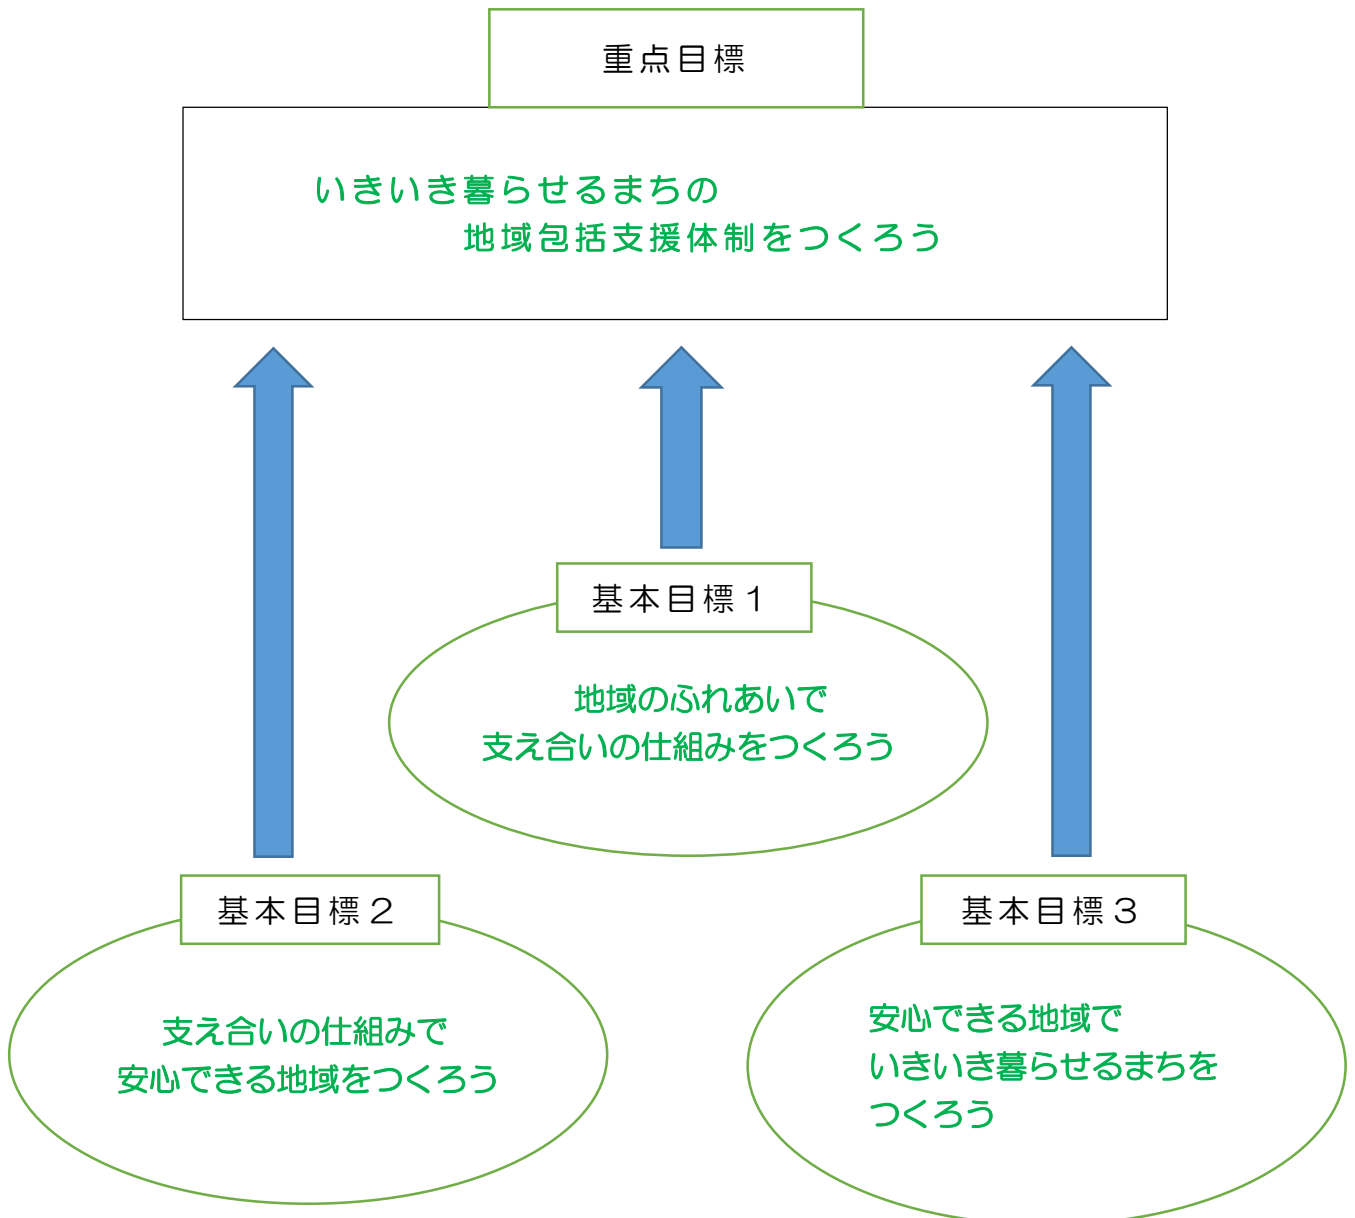 重点目標
いきいき暮らせるまちの
地域包括支援体制をつくろう
基本目標１
地域のふれあいで
支え合いの仕組みをつくろう
基本目標２
支え合いの仕組みで
安心できる地域をつくろう
基本目標３
安心できる地域で
いきいき暮らせるまちを
つくろう